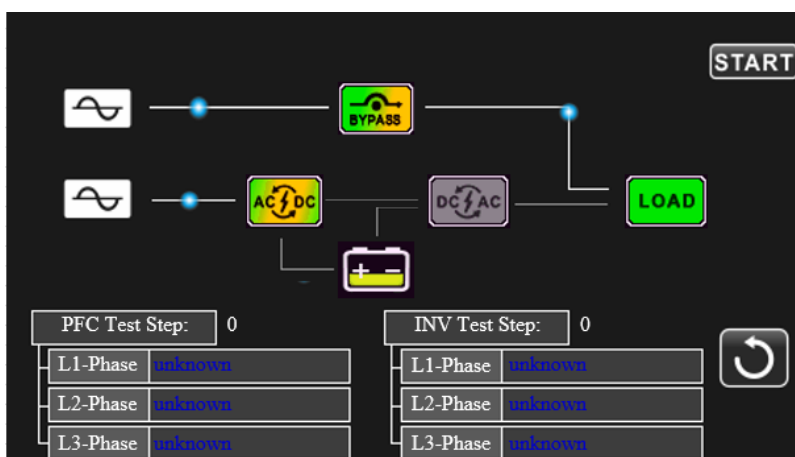 START
BYPASS
AC DC
DC AC
LOAD
+ −
PFC Test Step: 0
L1-Phase unknown
L2-Phase unknown
L3-Phase unknown
INV Test Step: 0
L1-Phase unknown
L2-Phase unknown
L3-Phase unknown